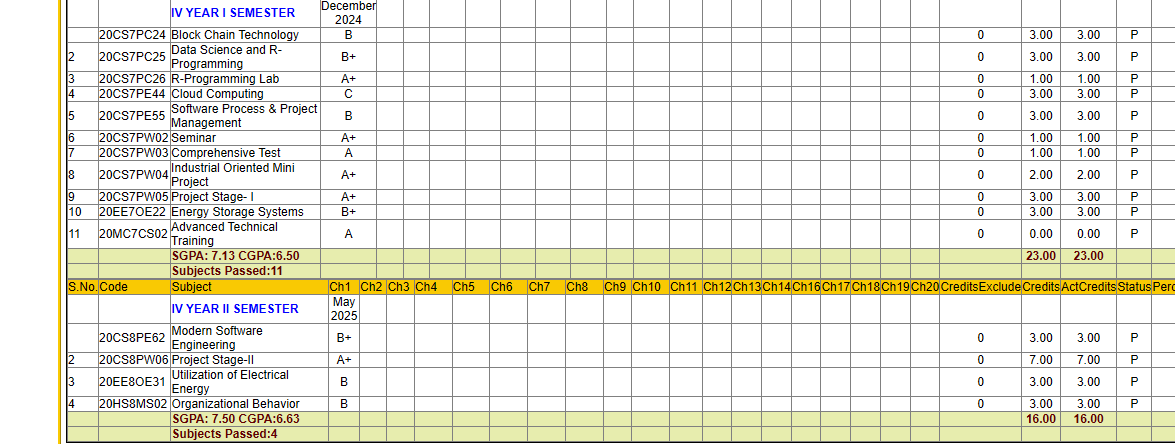 IV YEAR I SEMESTER December 2024
20CS7PC24 Block Chain Technology B 0 3.00 3.00 P
2 20CS7PC25 Data Science and R-Programming B+ 0 3.00 3.00 P
3 20CS7PC26 R-Programming Lab A+ 0 1.00 1.00 P
4 20CS7PE44 Cloud Computing C 0 3.00 3.00 P
5 20CS7PE55 Software Process & Project Management B 0 3.00 3.00 P
6 20CS7PW02 Seminar A+ 0 1.00 1.00 P
7 20CS7PW03 Comprehensive Test A 0 1.00 1.00 P
8 20CS7PW04 Industrial Oriented Mini Project A+ 0 2.00 2.00 P
9 20CS7PW05 Project Stage- I A+ 0 3.00 3.00 P
10 20EE7OE22 Energy Storage Systems B+ 0 3.00 3.00 P
11 20MC7CS02 Advanced Technical Training A 0 0.00 0.00 P
SGPA: 7.13 CGPA:6.50 23.00 23.00
Subjects Passed:11
S.No. Code Subject Ch1 Ch2 Ch3 Ch4 Ch5 Ch6 Ch7 Ch8 Ch9 Ch10 Ch11 Ch12 Ch13 Ch14 Ch16 Ch17 Ch18 Ch19 Ch20 CreditsExclude Credits ActCredits Status Perc
IV YEAR II SEMESTER May 2025
20CS8PE62 Modern Software Engineering B+ 0 3.00 3.00 P
2 20CS8PW06 Project Stage-II A+ 0 7.00 7.00 P
3 20EE8OE31 Utilization of Electrical Energy B 0 3.00 3.00 P
4 20HS8MS02 Organizational Behavior B 0 3.00 3.00 P
SGPA: 7.50 CGPA:6.63 16.00 16.00
Subjects Passed:4